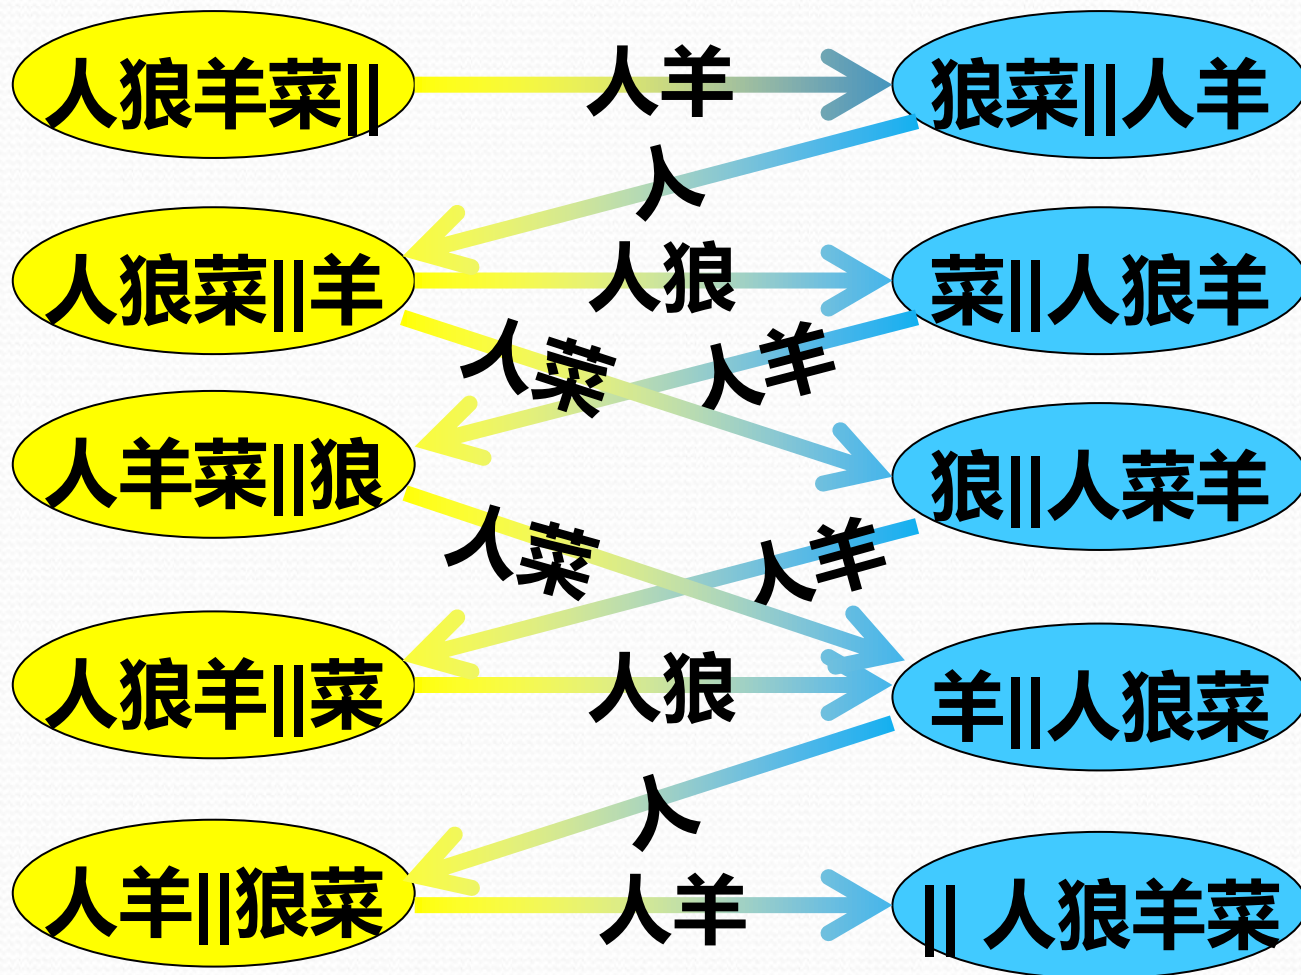 人狼羊菜||
人羊
狼菜||人羊
人
人狼菜||羊
人狼
菜||人狼羊
人菜
人羊
人羊菜||狼
狼||人菜羊
人菜
人羊
人狼羊||菜
人狼
羊||人狼菜
人
人羊||狼菜
人羊
|| 人狼羊菜